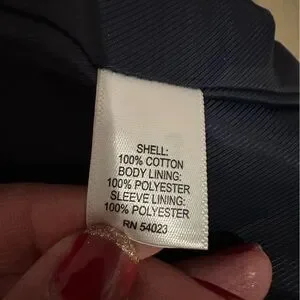 SHELL:
100% COTTON
BODY LINING:
100% POLYESTER
SLEEVE LINING:
100% POLYESTER
RN 54023